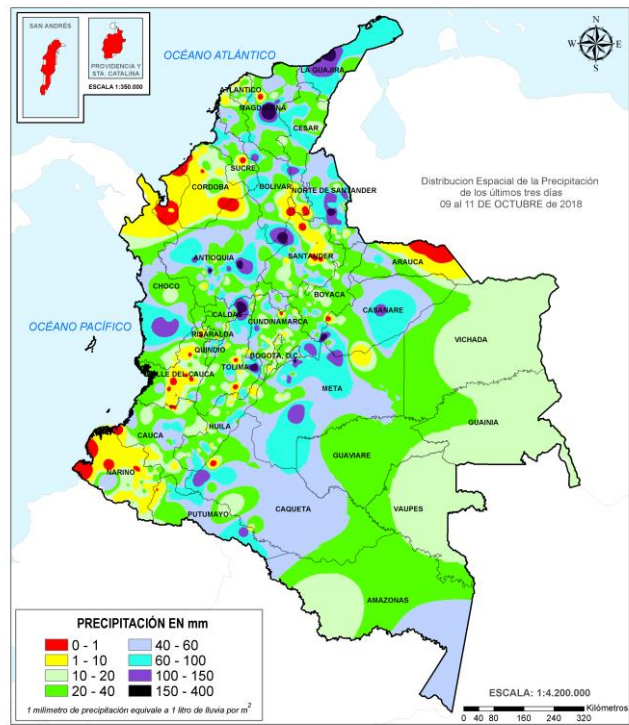 SAN ANDRÉS
PROVIDENCIA Y
STA. CATALINA
ESCALA 1:350.000
OCÉANO ATLÁNTICO
N
W
E
S
LA GUAJIRA
ATLANTICO
MAGDALENA
CESAR
SUCRE
CORDOBA
BOLIVAR
NORTE DE SANTANDER
Distribucion Espacial de la Precipitación
de los últimos tres días
09 al 11 DE OCTUBRE de 2018
ANTIOQUIA
SANTANDER
ARAUCA
CHOCO
BOYACA
CASANARE
OCÉANO PACÍFICO
CALDAS
CUNDINAMARCA
RISARALDA
VICHADA
QUINDIO
BOGOTA, D.C.
TOLIMA
VALLE DEL CAUCA
META
CAUCA
HUILA
GUAINIA
GUAVIARE
NARIÑO
CAQUETA
VAUPES
PUTUMAYO
AMAZONAS
PRECIPITACIÓN EN mm
0 - 1 40 - 60
1 - 10 60 - 100
10 - 20 100 - 150
20 - 40 150 - 400
1 milimetro de precipitación equivale a 1 litro de lluvia por m2
ESCALA: 1:4.200.000
Kilómetros
0 40 80 160 240 320